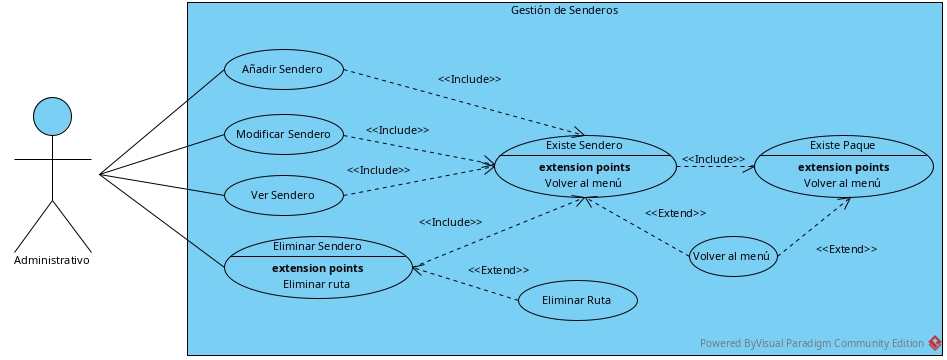 Gestión de Senderos
Añadir Sendero
<<Include>>
Modificar Sendero
<<Include>>
Existe Sendero
extension points
Volver al menú
<<Include>>
Existe Paque
extension points
Volver al menú
<<Include>>
Ver Sendero
<<Include>>
<<Extend>>
Eliminar Sendero
extension points
Eliminar ruta
Volver al menú
<<Extend>>
Administrativo
<<Extend>>
Eliminar Ruta
Powered ByVisual Paradigm Community Edition